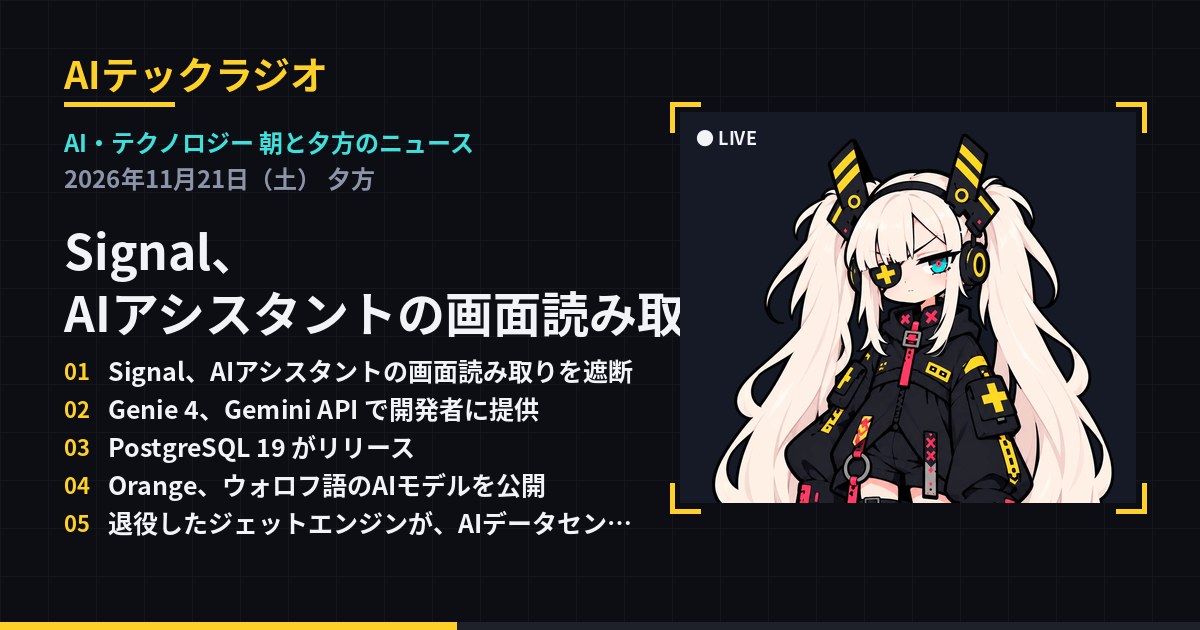 AIテックラジオ
AI・テクノロジー 朝と夕方のニュース
2026年11月21日（土） 夕方
Signal、
AIアシスタントの画面読み取
01 Signal、AIアシスタントの画面読み取りを遮断
02 Genie 4、Gemini API で開発者に提供
03 PostgreSQL 19 がリリース
04 Orange、ウォロフ語のAIモデルを公開
05 退役したジェットエンジンが、AIデータセン…
LIVE